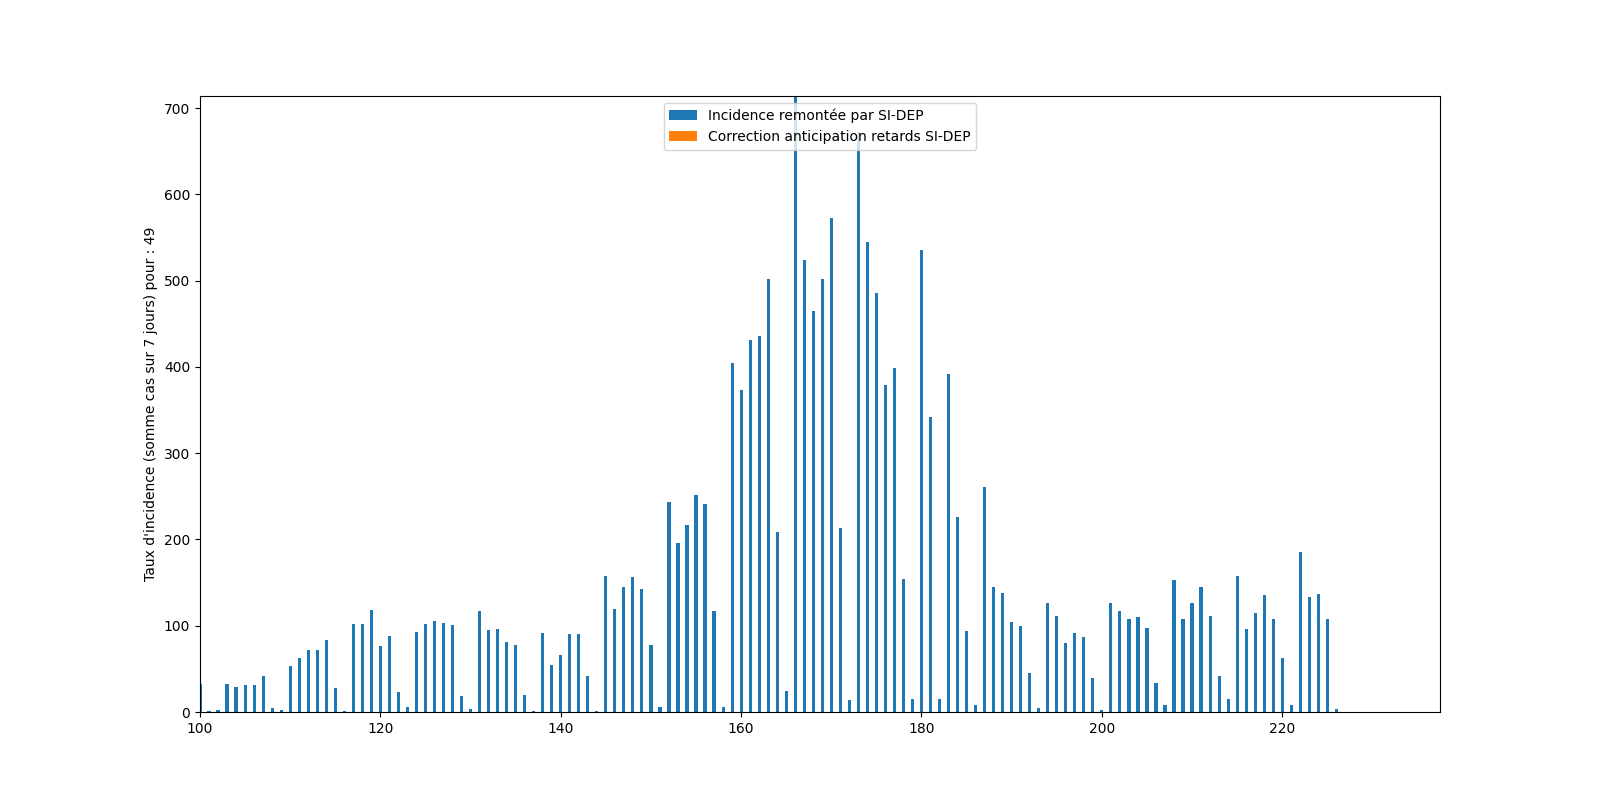 Incidence remontée par SI-DEP
Correction anticipation retards SI-DEP
Taux d'incidence (somme cas sur 7 jours) pour : 49
700
600
500
400
300
200
100
0
100 120 140 160 180 200 220